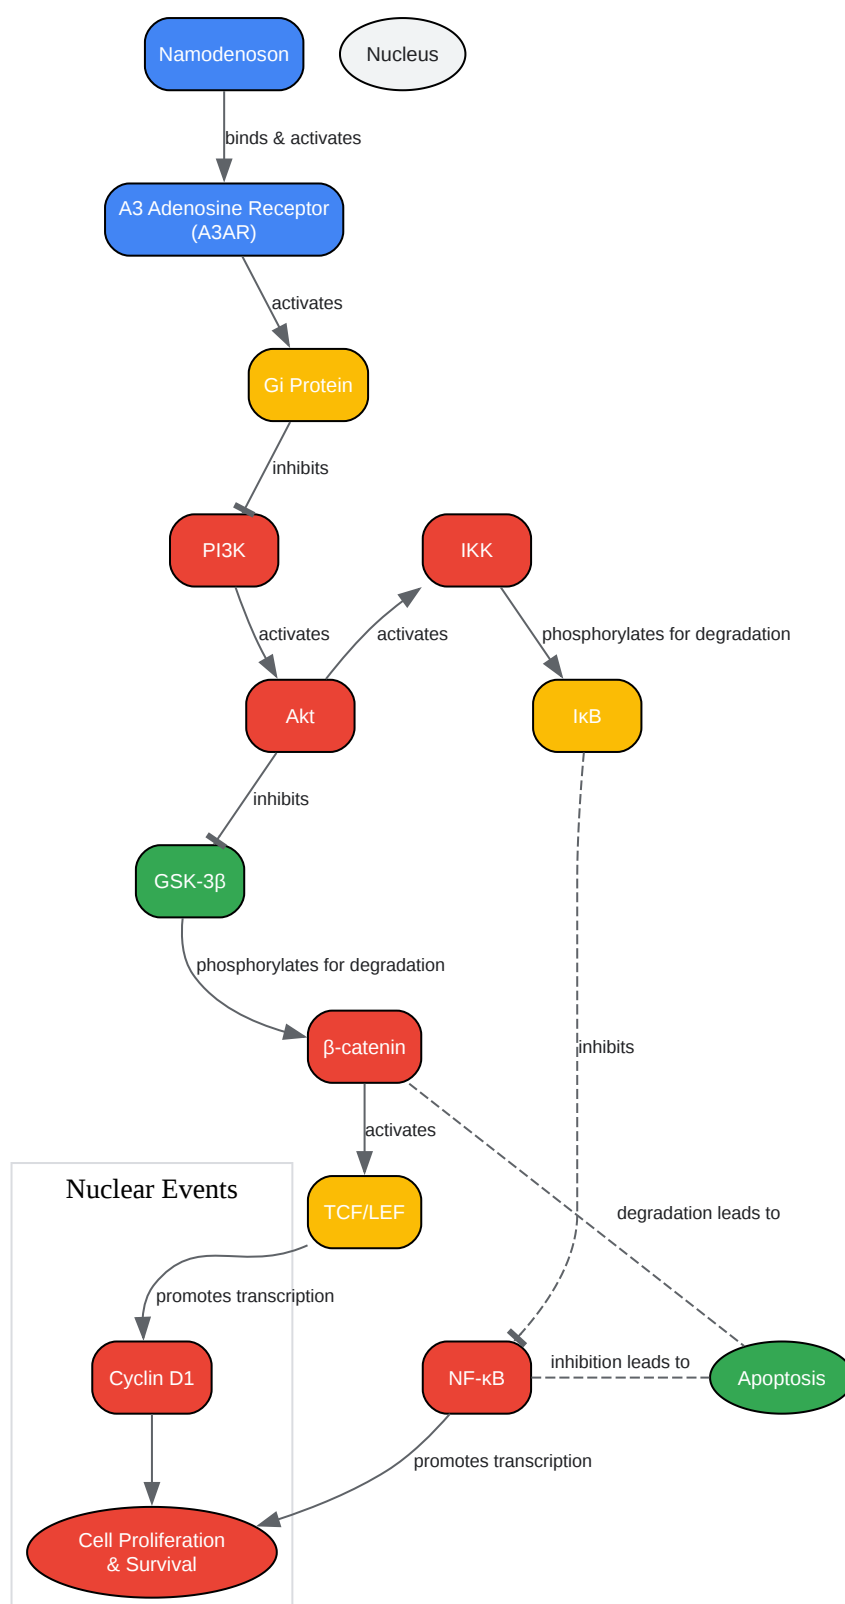 Namodenoson
Nucleus
binds & activates
A3 Adenosine Receptor
(A3AR)
activates
Gi Protein
inhibits
PI3K
IKK
activates
activates
phosphorylates for degradation
Akt
IκB
inhibits
GSK-3β
phosphorylates for degradation
β-catenin
inhibits
activates
Nuclear Events
TCF/LEF
degradation leads to
promotes transcription
Cyclin D1
NF-κB
inhibition leads to
Apoptosis
promotes transcription
Cell Proliferation
& Survival